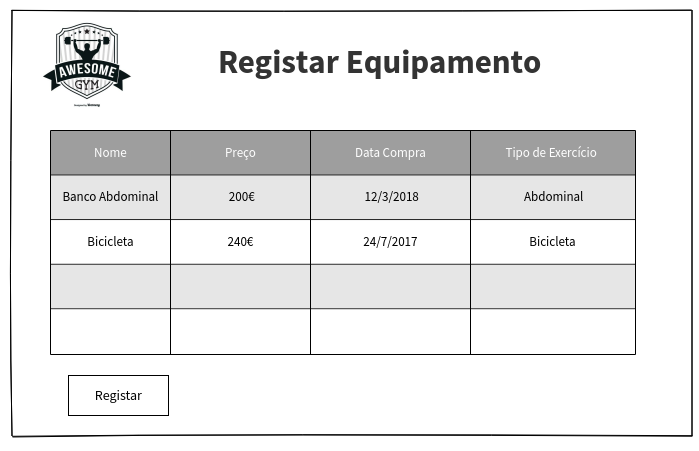 AWESOME
GYM
Registar Equipamento
Nome Preço Data Compra Tipo de Exercício
Banco Abdominal 200€ 12/3/2018 Abdominal
Bicicleta 240€ 24/7/2017 Bicicleta
Registar